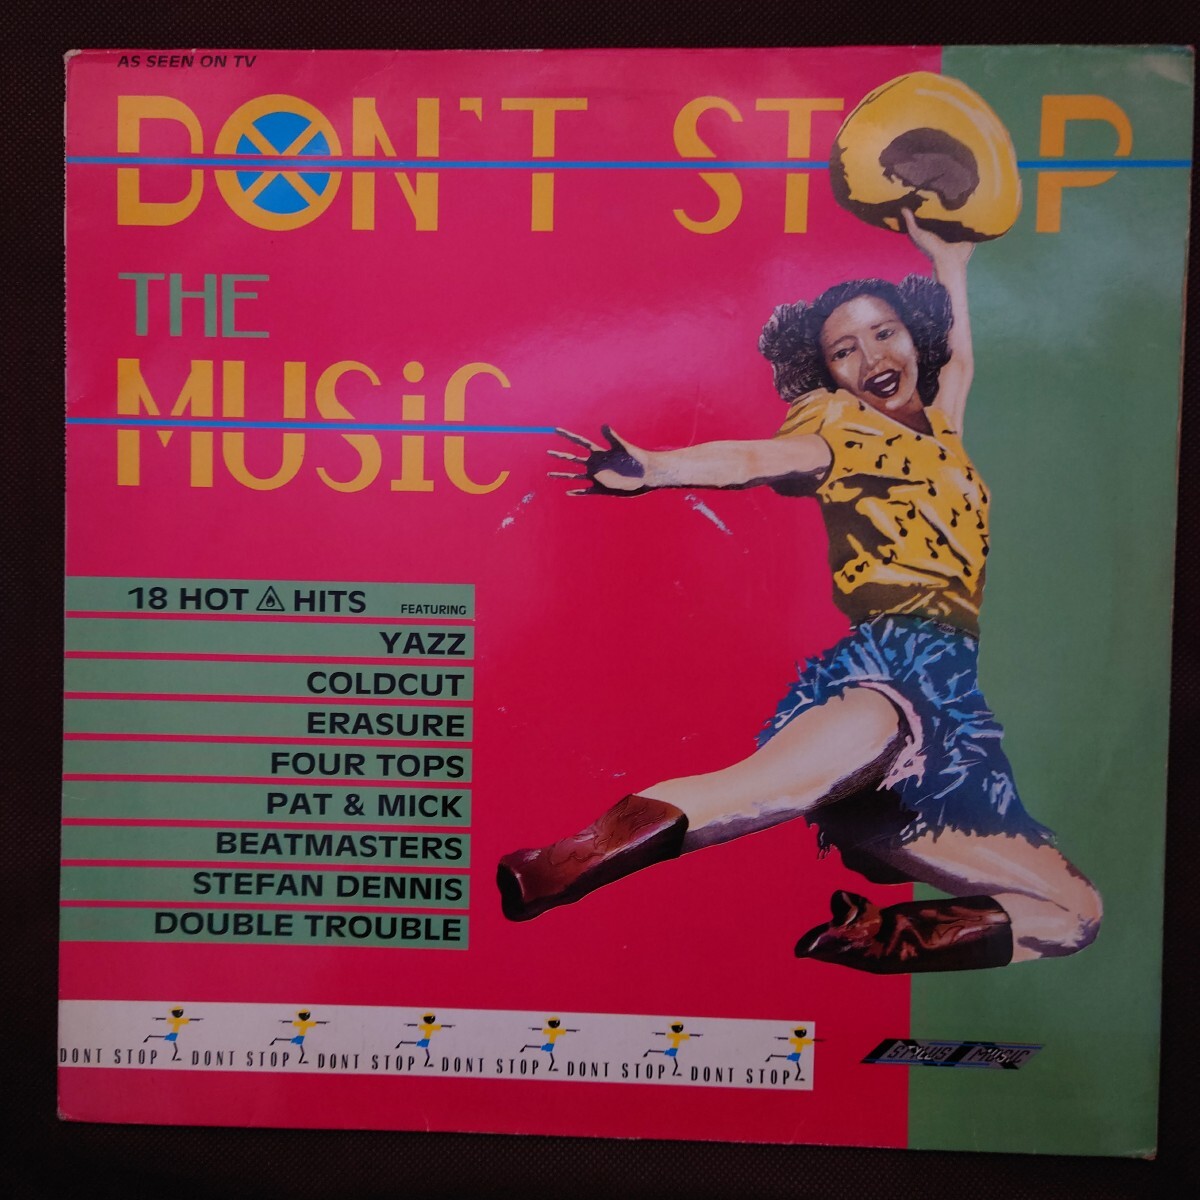 AS SEEN ON TV
DON'T STOP
THE
MUSiC
18 HOT HITS FEATURING
YAZZ
COLDCUT
ERASURE
FOUR TOPS
PAT & MICK
BEATMASTERS
STEFAN DENNIS
DOUBLE TROUBLE
DONT STOP DONT STOP DONT STOP DONT STOP DONT STOP DONT STOP
STYLUS MUSIC